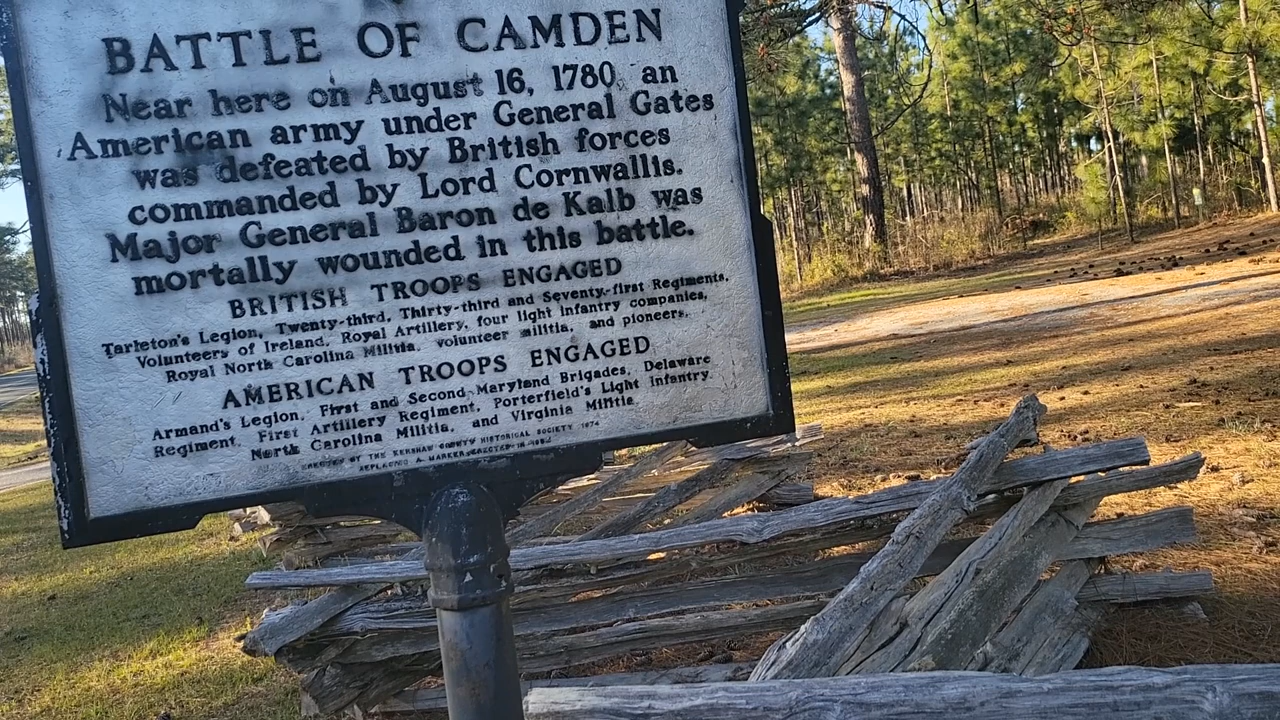 BATTLE OF CAMDEN
Near here on August 16, 1780, an
American army under General Gates
was defeated by British forces
commanded by Lord Cornwallis.
Major General Baron de Kalb was
mortally wounded in this battle.
BRITISH TROOPS ENGAGED
Tarleton's Legion, Twenty-third, Thirty-third and Seventy-first Regiments,
Volunteers of Ireland, Royal Artillery, four light infantry companies,
Royal North Carolina Militia, volunteer militia, and pioneers.
AMERICAN TROOPS ENGAGED
Armand's Legion, First and Second Maryland Brigades, Delaware
Regiment, First Artillery Regiment, Porterfield's Light Infantry
North Carolina Militia, and Virginia Militia
ERECTED BY THE KERSHAW COUNTY HISTORICAL SOCIETY 1974
REPLACING A MARKER ERECTED IN